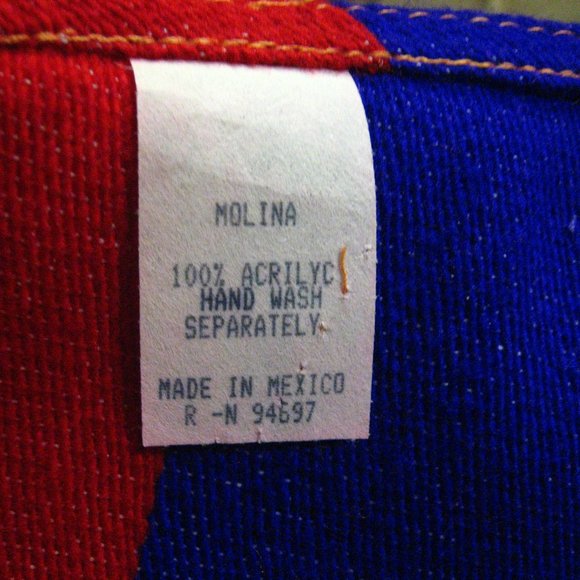 MOLINA
100% ACRILYC
HAND WASH
SEPARATELY.
MADE IN MEXICO
R -N 94697